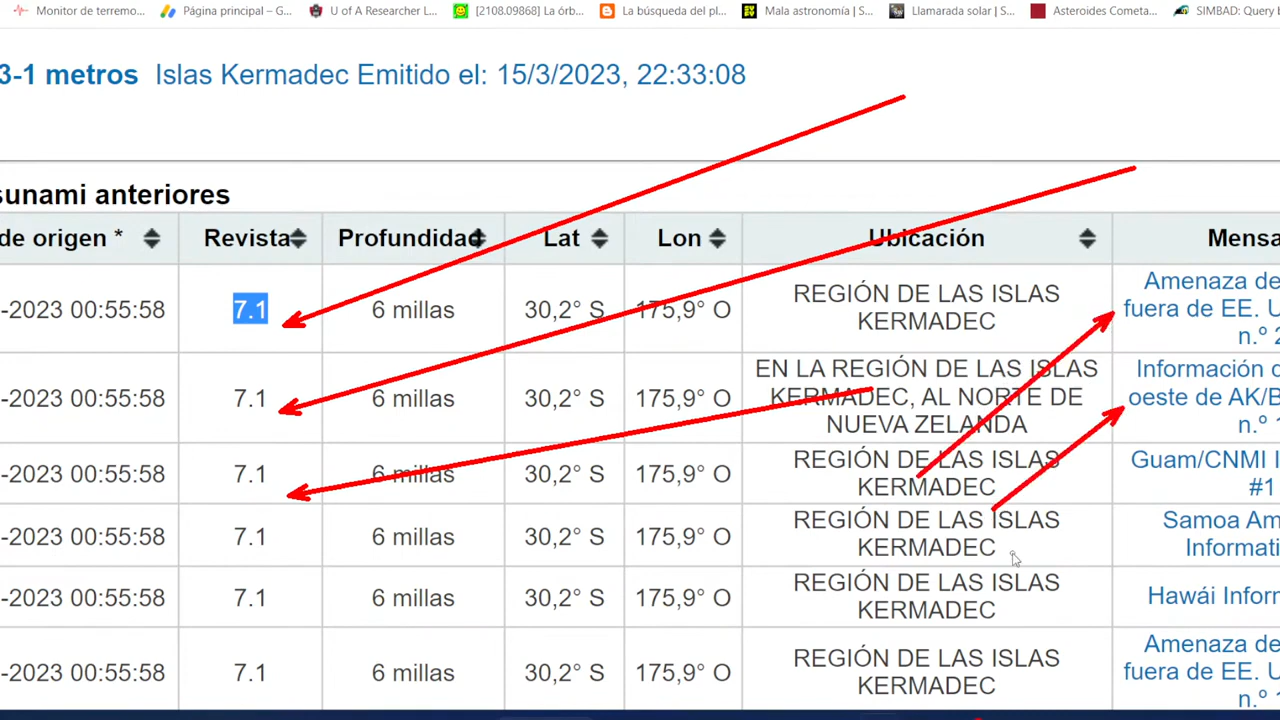 Monitor de terremo... Página principal – G... U of A Researcher L... [2108.09868] La órb... La búsqueda del pl... Mala astronomía | S... Llamarada solar | S... Asteroides Cometa... SIMBAD: Query b
3-1 metros Islas Kermadec Emitido el: 15/3/2023, 22:33:08
sunami anteriores
de origen * Revista Profundidad Lat Lon Ubicación Mensa
-2023 00:55:58 7.1 6 millas 30,2° S 175,9° O REGIÓN DE LAS ISLAS
KERMADEC
Amenaza de
fuera de EE. U
n.º 2
-2023 00:55:58 7.1 6 millas 30,2° S 175,9° O EN LA REGIÓN DE LAS ISLAS
KERMADEC, AL NORTE DE
NUEVA ZELANDA
Información d
oeste de AK/B
n.º 1
-2023 00:55:58 7.1 6 millas 30,2° S 175,9° O REGIÓN DE LAS ISLAS
KERMADEC
Guam/CNMI I
#1
-2023 00:55:58 7.1 6 millas 30,2° S 175,9° O REGIÓN DE LAS ISLAS
KERMADEC
Samoa Am
Informati
-2023 00:55:58 7.1 6 millas 30,2° S 175,9° O REGIÓN DE LAS ISLAS
KERMADEC
Hawái Inform
-2023 00:55:58 7.1 6 millas 30,2° S 175,9° O REGIÓN DE LAS ISLAS
KERMADEC
Amenaza de
fuera de EE. U
n.º 1